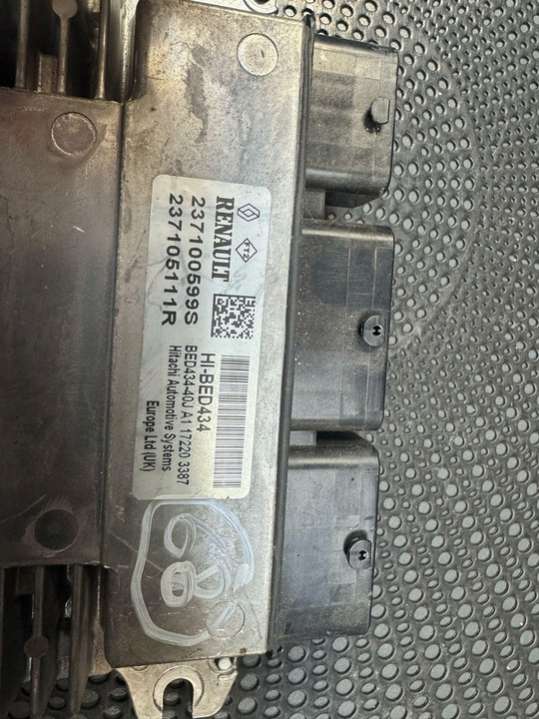 RENAULT
237100599S
237105111R
HI-BED434
BED434-40J A1 17220 3387
Hitachi Automotive Systems
Europe Ltd (UK)